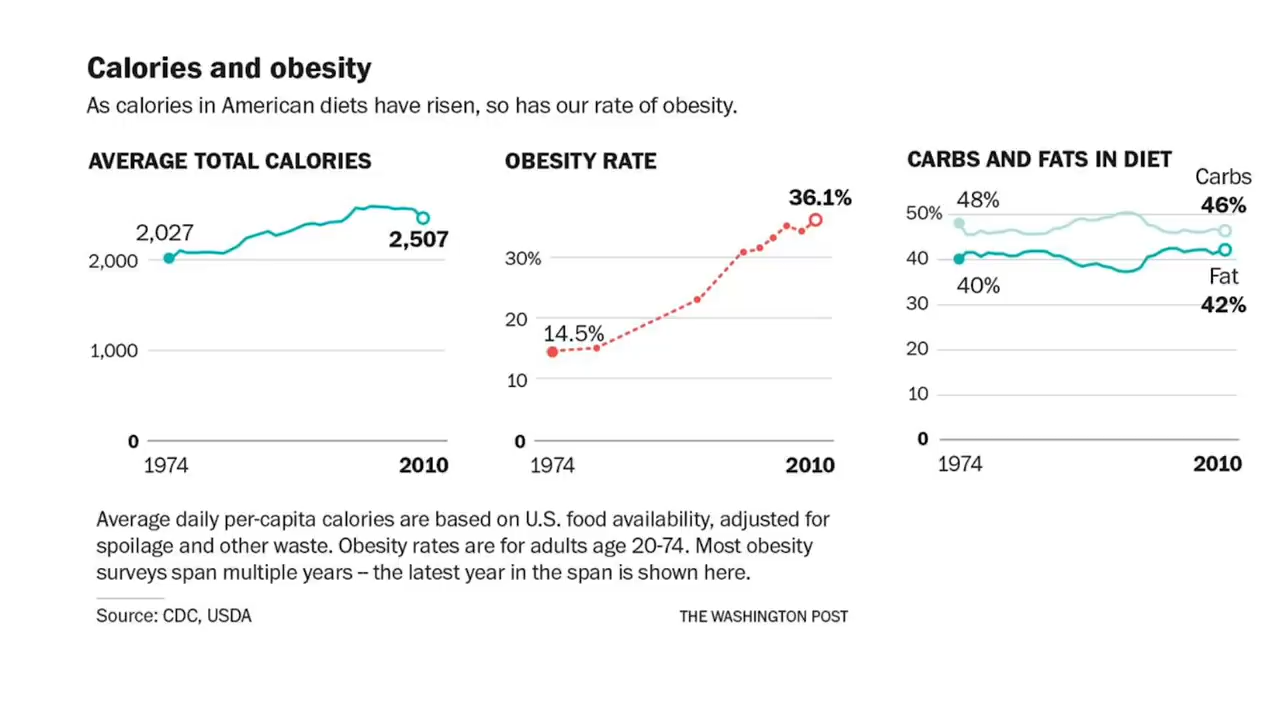 Calories and obesity
As calories in American diets have risen, so has our rate of obesity.
AVERAGE TOTAL CALORIES
2,027
2,507
2,000
1,000
0
1974
2010
OBESITY RATE
36.1%
30%
20
14.5%
10
0
1974
2010
CARBS AND FATS IN DIET
Carbs
48%
46%
50%
40
40%
Fat
42%
30
20
10
0
1974
2010
Average daily per-capita calories are based on U.S. food availability, adjusted for
spoilage and other waste. Obesity rates are for adults age 20-74. Most obesity
surveys span multiple years – the latest year in the span is shown here.
Source: CDC, USDA
THE WASHINGTON POST